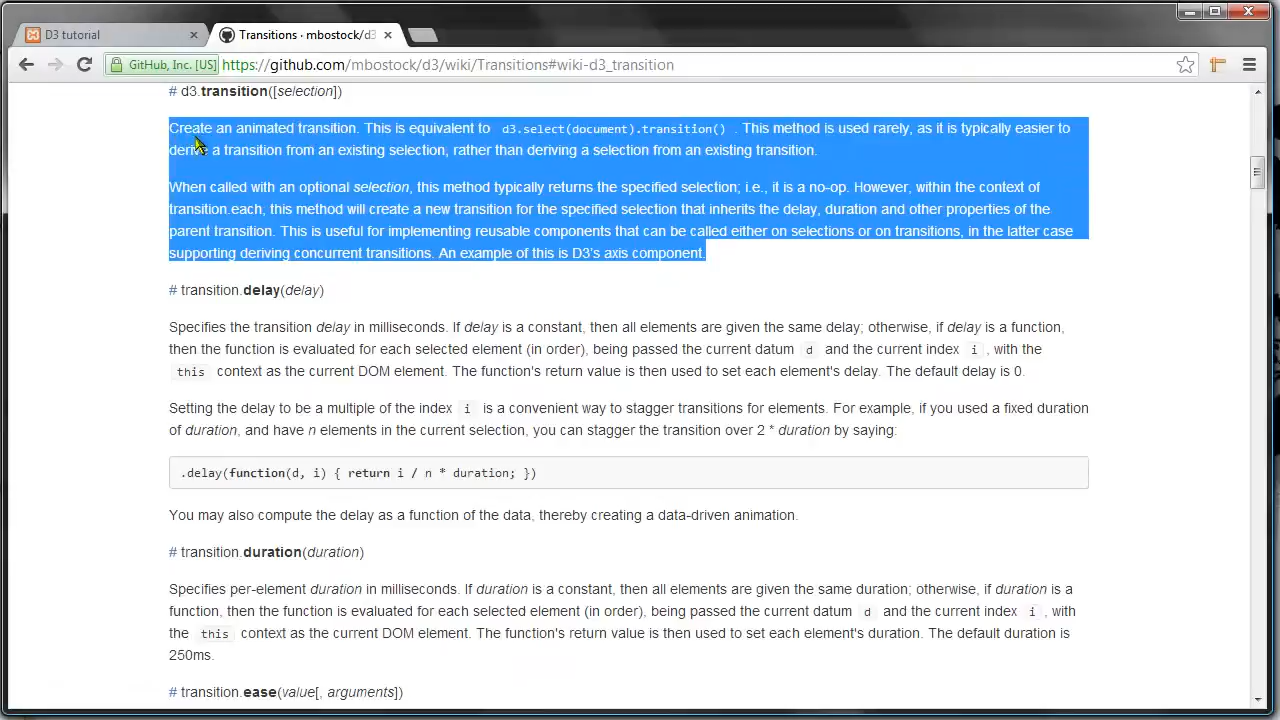 D3 tutorial
Transitions · mbostock/d3
GitHub, Inc. [US] https://github.com/mbostock/d3/wiki/Transitions#wiki-d3_transition
# d3.transition([selection])
Create an animated transition. This is equivalent to d3.select(document).transition() . This method is used rarely, as it is typically easier to
derive a transition from an existing selection, rather than deriving a selection from an existing transition.
When called with an optional selection, this method typically returns the specified selection; i.e., it is a no-op. However, within the context of
transition.each, this method will create a new transition for the specified selection that inherits the delay, duration and other properties of the
parent transition. This is useful for implementing reusable components that can be called either on selections or on transitions, in the latter case
supporting deriving concurrent transitions. An example of this is D3's axis component.
# transition.delay(delay)
Specifies the transition delay in milliseconds. If delay is a constant, then all elements are given the same delay; otherwise, if delay is a function,
then the function is evaluated for each selected element (in order), being passed the current datum d and the current index i , with the
this context as the current DOM element. The function's return value is then used to set each element's delay. The default delay is 0.
Setting the delay to be a multiple of the index i is a convenient way to stagger transitions for elements. For example, if you used a fixed duration
of duration, and have n elements in the current selection, you can stagger the transition over 2 * duration by saying:
.delay(function(d, i) { return i / n * duration; })
You may also compute the delay as a function of the data, thereby creating a data-driven animation.
# transition.duration(duration)
Specifies per-element duration in milliseconds. If duration is a constant, then all elements are given the same duration; otherwise, if duration is a
function, then the function is evaluated for each selected element (in order), being passed the current datum d and the current index i , with
the this context as the current DOM element. The function's return value is then used to set each element's duration. The default duration is
250ms.
# transition.ease(value[, arguments])